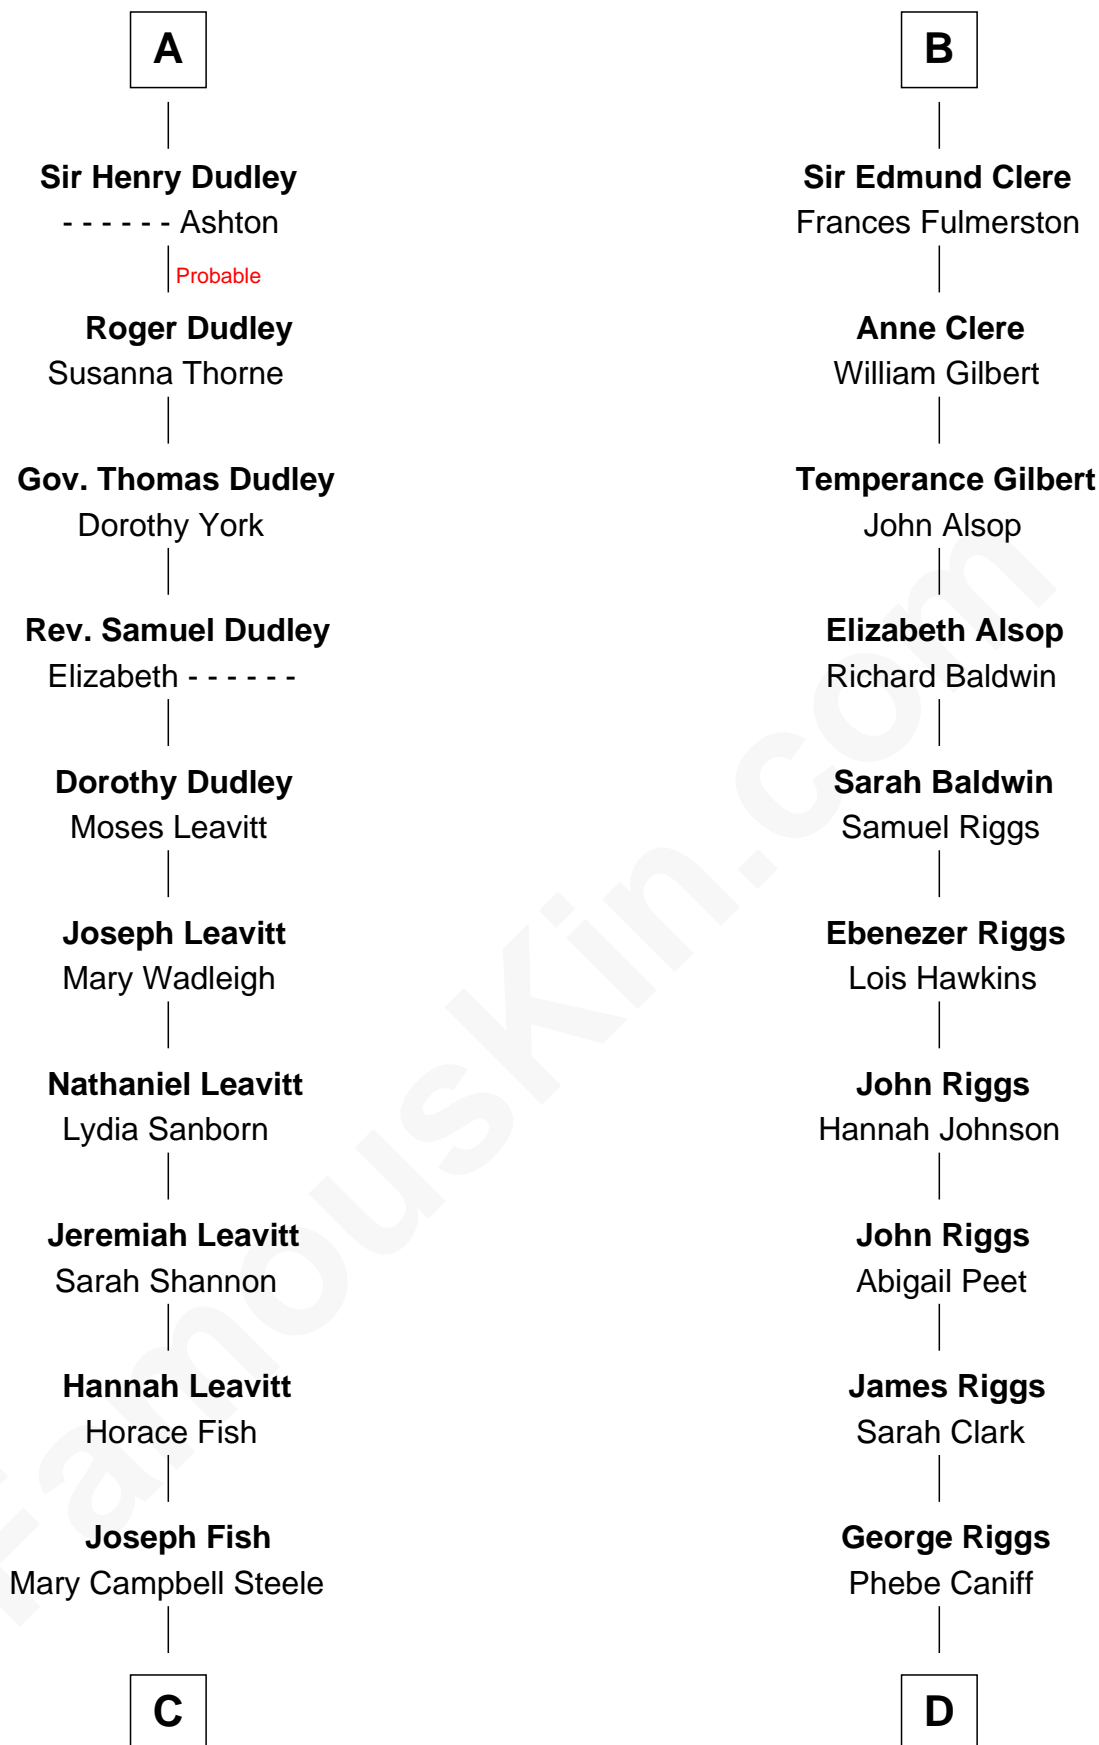 A
Sir Henry Dudley
- - - - - - Ashton
Probable
Roger Dudley
Susanna Thorne
Gov. Thomas Dudley
Dorothy York
Rev. Samuel Dudley
Elizabeth - - - - - -
Dorothy Dudley
Moses Leavitt
Joseph Leavitt
Mary Wadleigh
Nathaniel Leavitt
Lydia Sanborn
Jeremiah Leavitt
Sarah Shannon
Hannah Leavitt
Horace Fish
Joseph Fish
Mary Campbell Steele
C
B
Sir Edmund Clere
Frances Fulmerston
Anne Clere
William Gilbert
Temperance Gilbert
John Alsop
Elizabeth Alsop
Richard Baldwin
Sarah Baldwin
Samuel Riggs
Ebenezer Riggs
Lois Hawkins
John Riggs
Hannah Johnson
John Riggs
Abigail Peet
James Riggs
Sarah Clark
George Riggs
Phebe Caniff
D
FamousKin.com